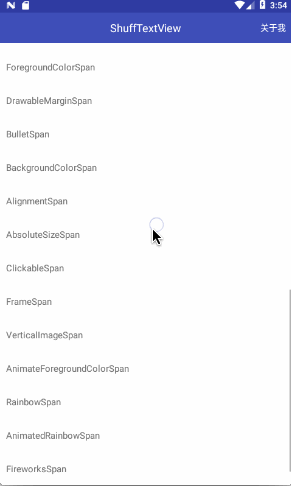 3:54
ShuffTextView
关于我
ForegroundColorSpan
DrawableMarginSpan
BulletSpan
BackgroundColorSpan
AlignmentSpan
AbsoluteSizeSpan
ClickableSpan
FrameSpan
VerticalImageSpan
AnimateForegroundColorSpan
RainbowSpan
AnimatedRainbowSpan
FireworksSpan